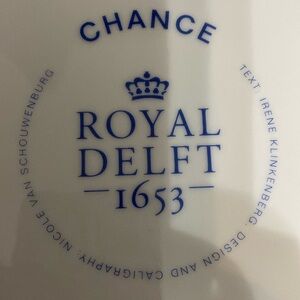 CHANCE
ROYAL
DELFT
1653
TEXT: IRENE KLINKENBERG, DESIGN AND CALIGRAPHY: NICOLE VAN SCHOUWENBURG